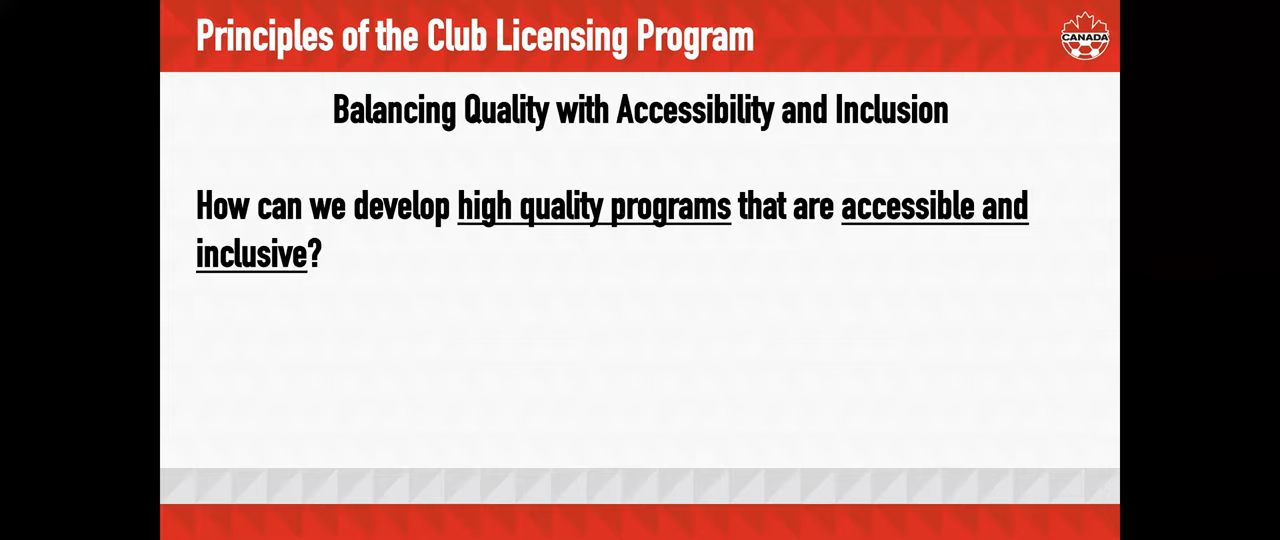 Principles of the Club Licensing Program
CANADA
Balancing Quality with Accessibility and Inclusion
How can we develop high quality programs that are accessible and
inclusive?